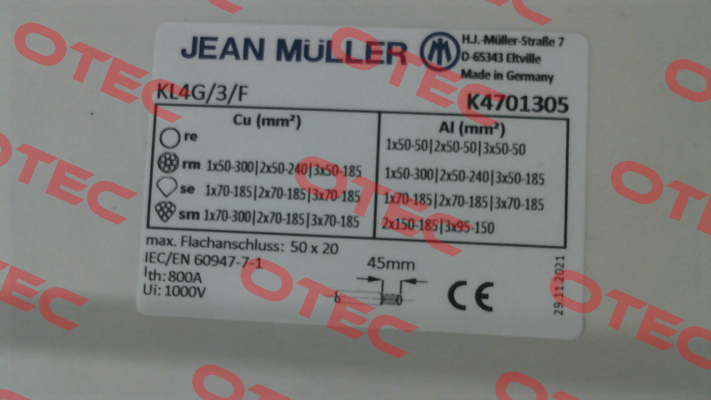 JEAN MÜLLER
H.J.-Müller-Straße 7
D-65343 Eltville
Made in Germany
KL4G/3/F
K4701305
Cu (mm²)
Al (mm²)
re
1x50-50|2x50-50|3x50-50
rm 1x50-300|2x50-240|3x50-185
1x50-300|2x50-240|3x50-185
se 1x70-185|2x70-185|3x70-185
1x70-185|2x70-185|3x70-185
sm 1x70-300|2x70-185|3x70-185
2x150-185|3x95-150
max. Flachanschluss: 50 x 20
IEC/EN 60947-7-1
Ith: 800A
Ui: 1000V
45mm
CE
29.11.2021
OTEC
OTEC
OTEC
OTEC
OTEC
OTEC
OTEC
OTEC
OTEC